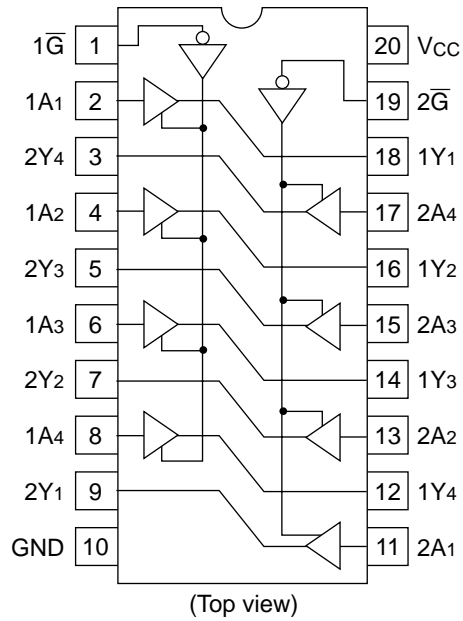 1G̅ 1 20 VCC
1A1 2 19 2G̅
2Y4 3 18 1Y1
1A2 4 17 2A4
2Y3 5 16 1Y2
1A3 6 15 2A3
2Y2 7 14 1Y3
1A4 8 13 2A2
2Y1 9 12 1Y4
GND 10 11 2A1
(Top view)